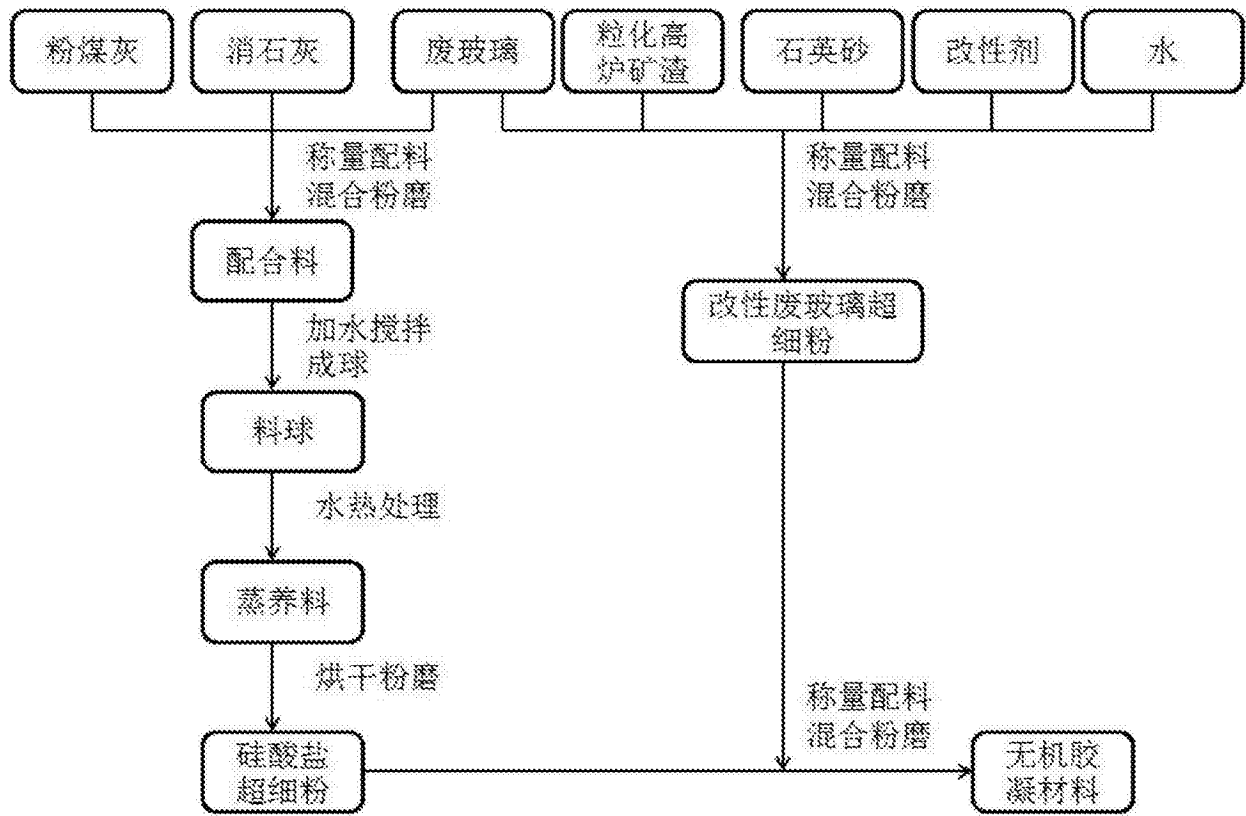 粉煤灰
消石灰
废玻璃
粒化高
炉矿渣
石英砂
改性剂
水
称量配料
混合粉磨
称量配料
混合粉磨
配合料
改性废玻璃超
细粉
加水搅拌
成球
料球
水热处理
蒸养料
烘干粉磨
称量配料
混合粉磨
硅酸盐
超细粉
无机胶
凝材料